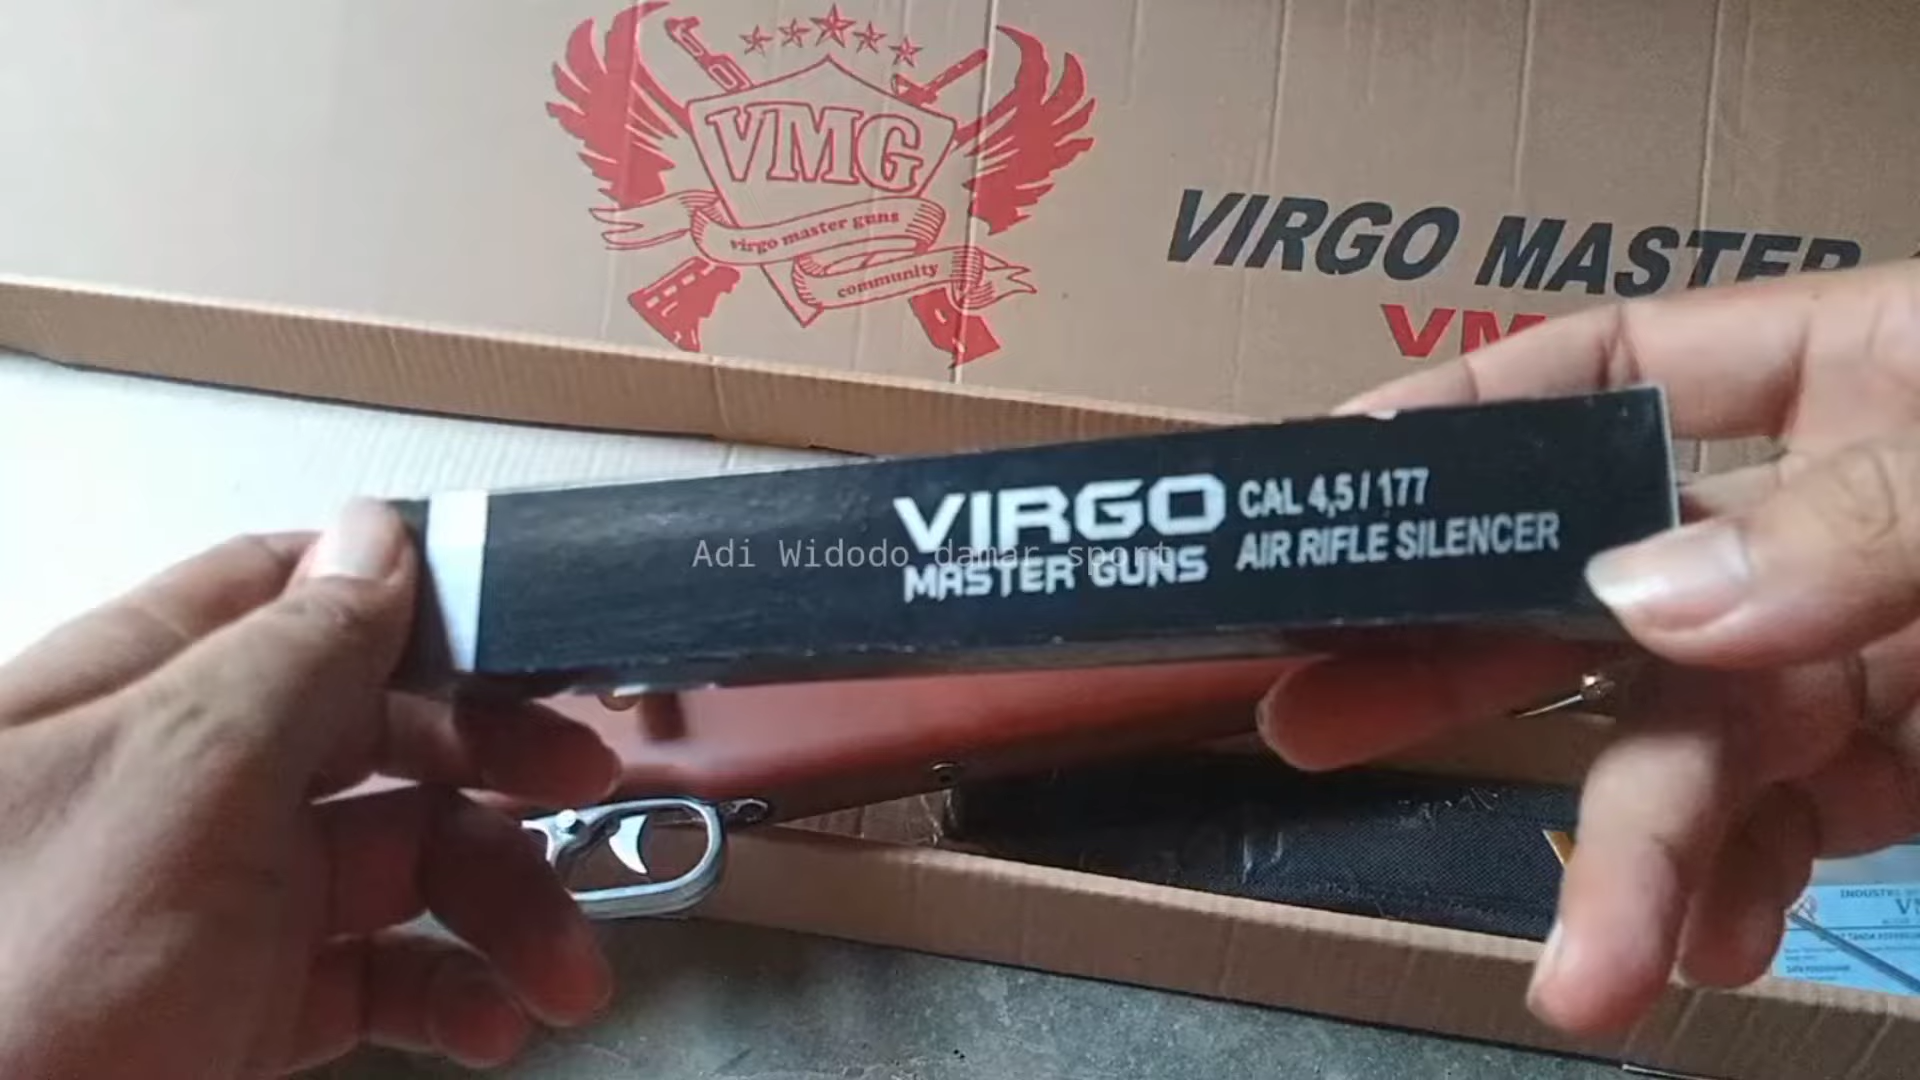 VMG
virgo master guns
community
VIRGO MASTER
VIRGO
MASTER GUNS
CAL 4,5 / 177
AIR RIFLE SILENCER
Adi Widodo damar sport